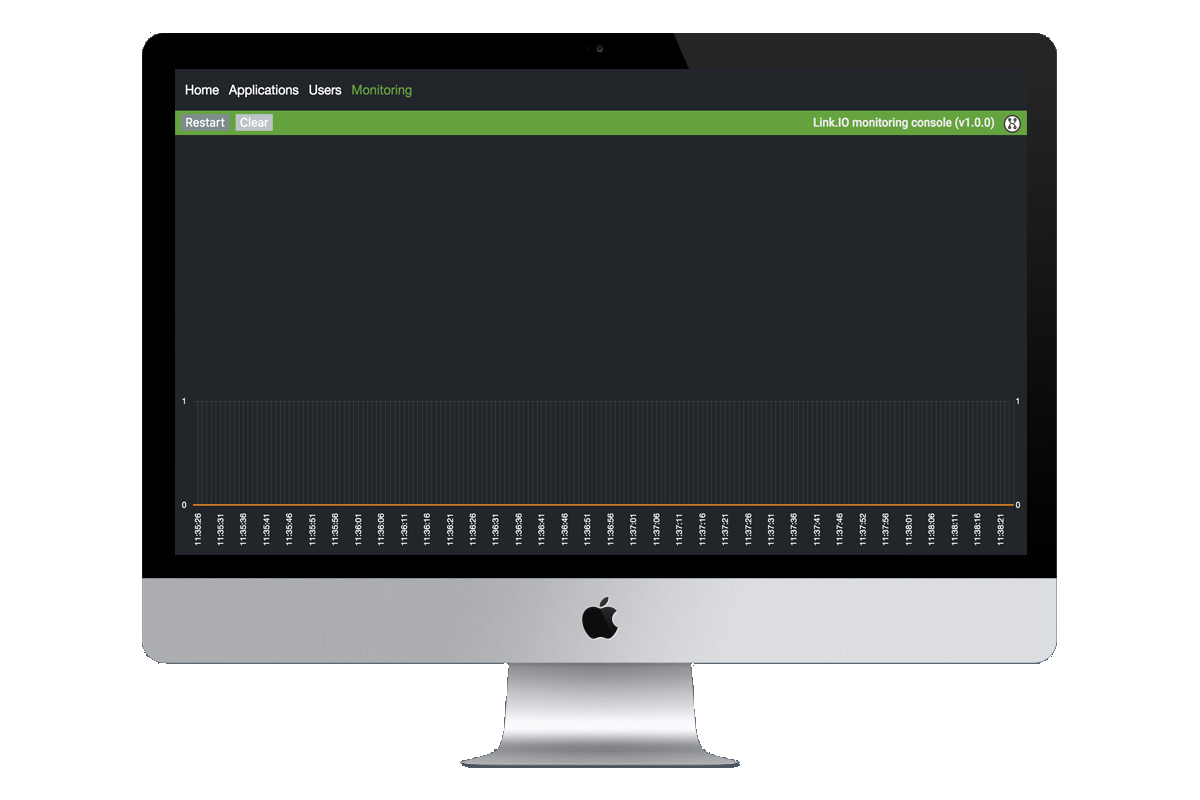 Home Applications Users Monitoring
Restart Clear Link.IO monitoring console (v1.0.0)
1 1
0 0
11:35:26 11:35:31 11:35:36 11:35:41 11:35:46 11:35:51 11:35:56 11:36:01 11:36:06 11:36:11 11:36:16 11:36:21 11:36:26 11:36:31 11:36:36 11:36:41 11:36:46 11:36:51 11:36:56 11:37:01 11:37:06 11:37:11 11:37:16 11:37:21 11:37:26 11:37:31 11:37:36 11:37:41 11:37:46 11:37:52 11:37:56 11:38:01 11:38:06 11:38:11 11:38:16 11:38:21